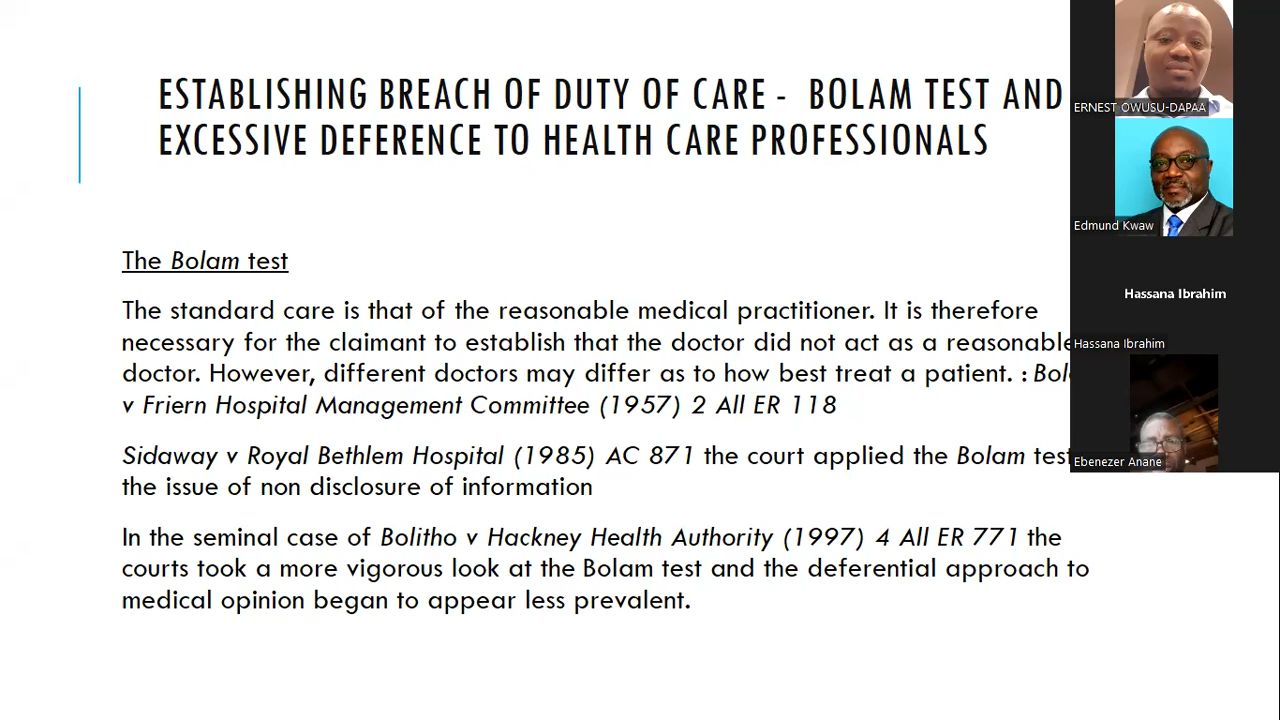 ESTABLISHING BREACH OF DUTY OF CARE - BOLAM TEST AND
EXCESSIVE DEFERENCE TO HEALTH CARE PROFESSIONALS
The Bolam test
The standard care is that of the reasonable medical practitioner. It is therefore
necessary for the claimant to establish that the doctor did not act as a reasonable
doctor. However, different doctors may differ as to how best treat a patient. :
v Friern Hospital Management Committee (1957) 2 All ER 118
Sidaway v Royal Bethlem Hospital (1985) AC 871 the court applied the Bolam test
the issue of non disclosure of information
In the seminal case of Bolitho v Hackney Health Authority (1997) 4 All ER 771 the
courts took a more vigorous look at the Bolam test and the deferential approach to
medical opinion began to appear less prevalent.
ERNEST OWUSU-DAPAA
Edmund Kwaw
Hassana Ibrahim
Hassana Ibrahim
Ebenezer Anane